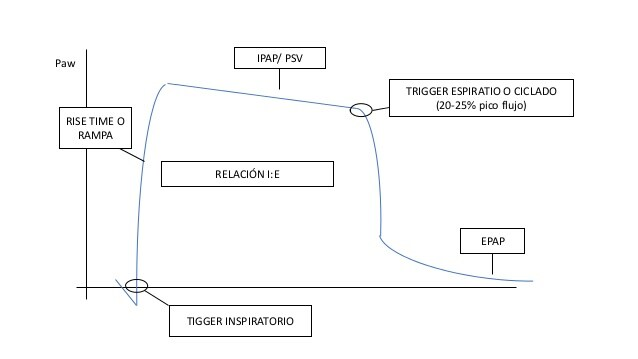 IPAP/ PSV
Paw
TRIGGER ESPIRATIO O CICLADO
(20-25% pico flujo)
RISE TIME O
RAMPA
RELACIÓN I:E
EPAP
TIGGER INSPIRATORIO